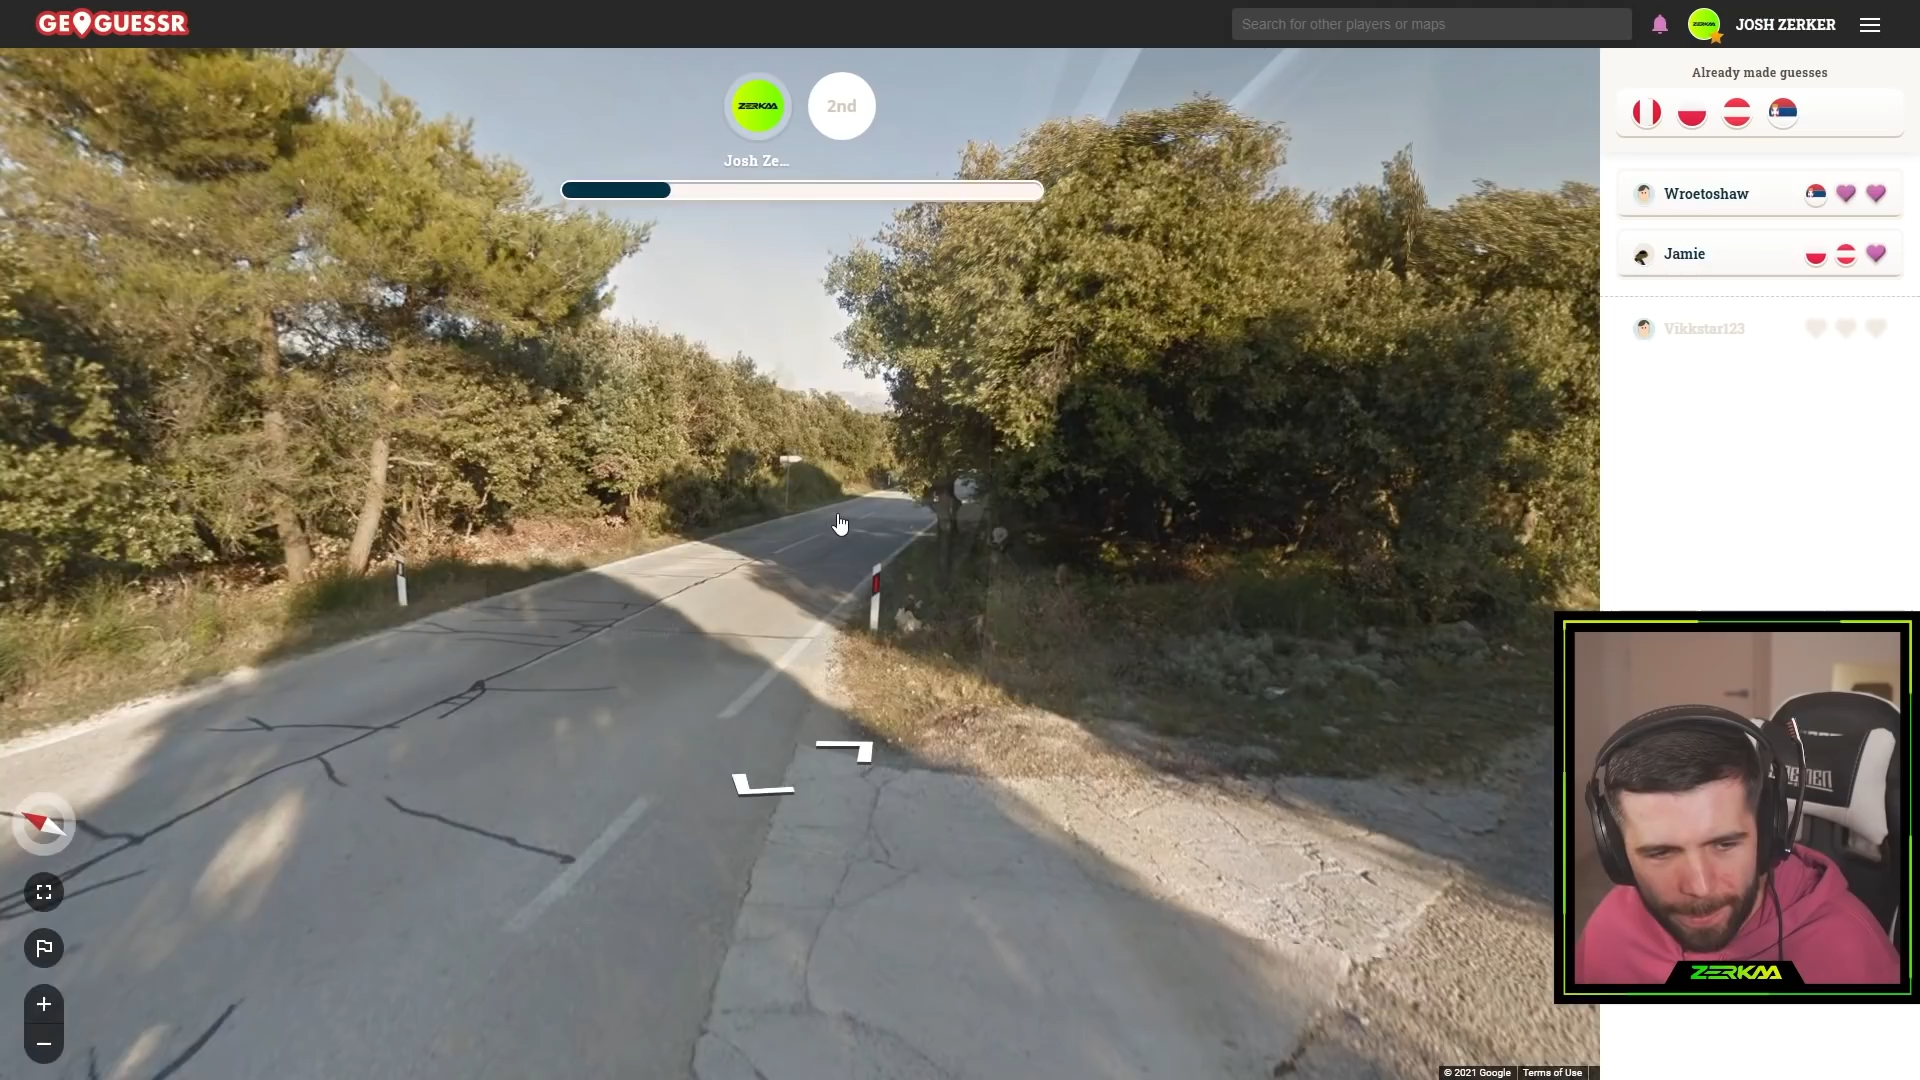 GEOGUESSR
Search for other players or maps
ZERKAA
JOSH ZERKER
Already made guesses
ZERKAA
2nd
Josh Ze...
Wroetoshaw
Jamie
Vikkstar123
ZERKAA
© 2021 Google
Terms of Use